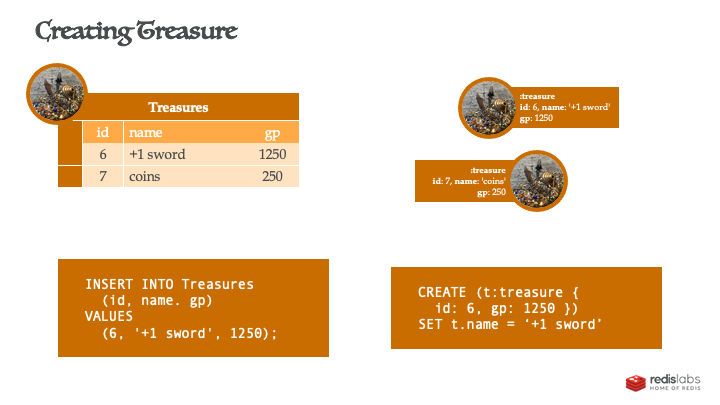 Creating Treasure
Treasures
id name gp
6 +1 sword 1250
7 coins 250
:treasure
id: 6, name: '+1 sword'
gp: 1250
:treasure
id: 7, name: 'coins'
gp: 250
INSERT INTO Treasures
(id, name. gp)
VALUES
(6, '+1 sword', 1250);
CREATE (t:treasure {
id: 6, gp: 1250 })
SET t.name = ‘+1 sword’
redislabs
HOME OF REDIS